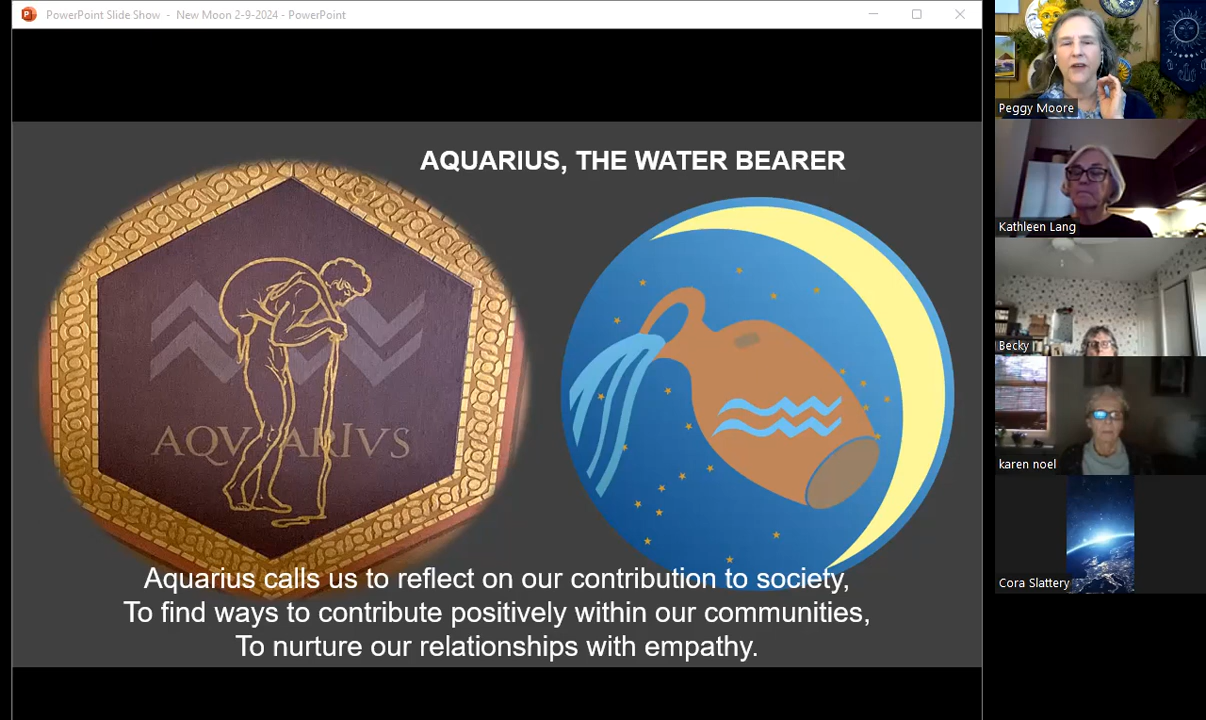 PowerPoint Slide Show - New Moon 2-9-2024 - PowerPoint
AQUARIUS, THE WATER BEARER
AQVARIVS
Aquarius calls us to reflect on our contribution to society,
To find ways to contribute positively within our communities,
To nurture our relationships with empathy.
Peggy Moore
Kathleen Lang
Becky
karen noel
Cora Slattery